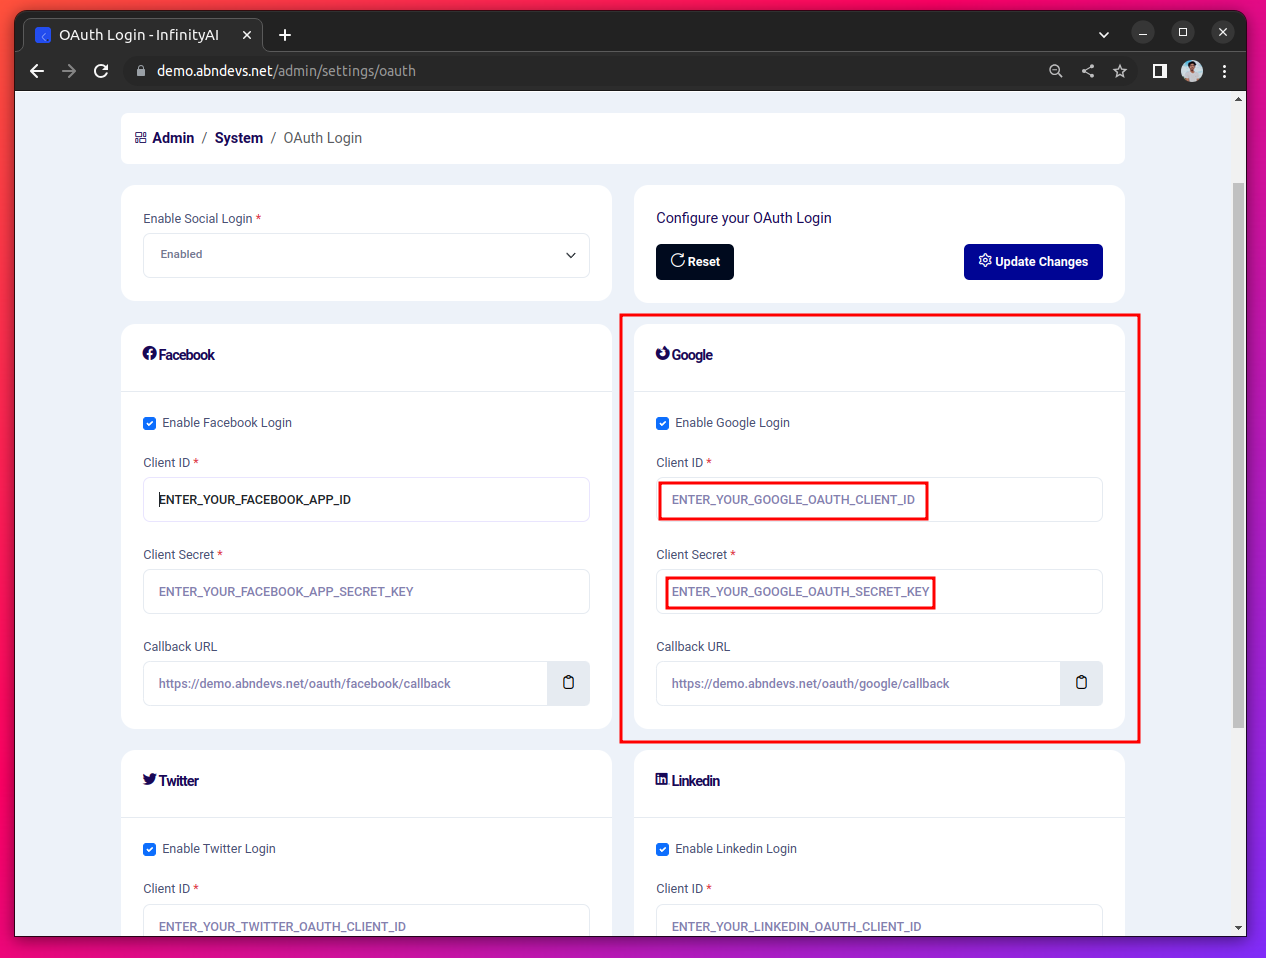 OAuth Login - InfinityAI
demo.abndevs.net/admin/settings/oauth
Admin / System / OAuth Login
Enable Social Login *
Enabled
Configure your OAuth Login
Reset
Update Changes
Facebook
Enable Facebook Login
Client ID *
ENTER_YOUR_FACEBOOK_APP_ID
Client Secret *
ENTER_YOUR_FACEBOOK_APP_SECRET_KEY
Callback URL
https://demo.abndevs.net/oauth/facebook/callback
Google
Enable Google Login
Client ID *
ENTER_YOUR_GOOGLE_OAUTH_CLIENT_ID
Client Secret *
ENTER_YOUR_GOOGLE_OAUTH_SECRET_KEY
Callback URL
https://demo.abndevs.net/oauth/google/callback
Twitter
Enable Twitter Login
Client ID *
ENTER_YOUR_TWITTER_OAUTH_CLIENT_ID
Linkedin
Enable Linkedin Login
Client ID *
ENTER_YOUR_LINKEDIN_OAUTH_CLIENT_ID